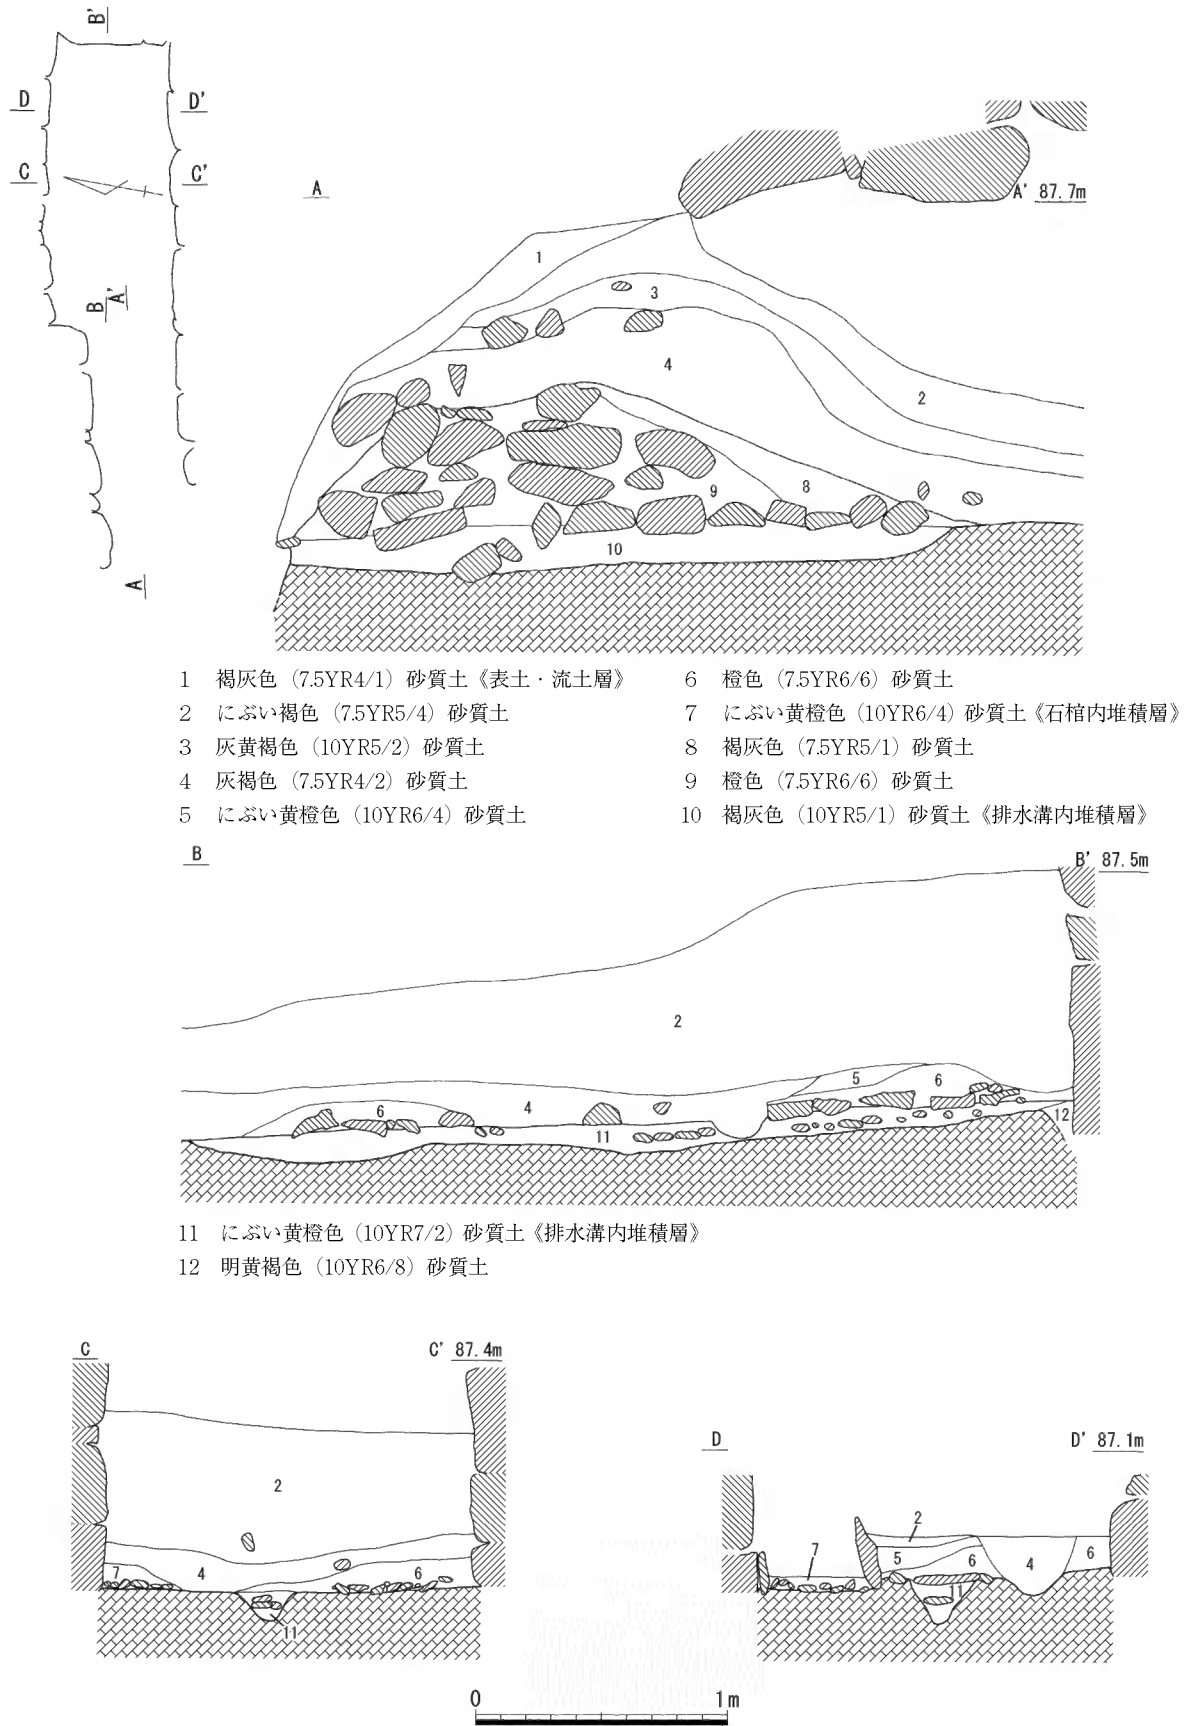 B'
D D'
C C'
B
A'
A
A A' 87.7m
1
3
4
2
9 8
10
1 褐灰色 (7.5YR4/1) 砂質土《表土・流土層》
2 にぶい褐色 (7.5YR5/4) 砂質土
3 灰黄褐色 (10YR5/2) 砂質土
4 灰褐色 (7.5YR4/2) 砂質土
5 にぶい黄橙色 (10YR6/4) 砂質土
6 橙色 (7.5YR6/6) 砂質土
7 にぶい黄橙色 (10YR6/4) 砂質土《石棺内堆積層》
8 褐灰色 (7.5YR5/1) 砂質土
9 橙色 (7.5YR6/6) 砂質土
10 褐灰色 (10YR5/1) 砂質土《排水溝内堆積層》
B B' 87.5m
2
5 6
6 4 11 12
11 にぶい黄橙色 (10YR7/2) 砂質土《排水溝内堆積層》
12 明黄褐色 (10YR6/8) 砂質土
C C' 87.4m
2
7 4 6
11
D D' 87.1m
2
7 5 6 4 6
11
0 1m